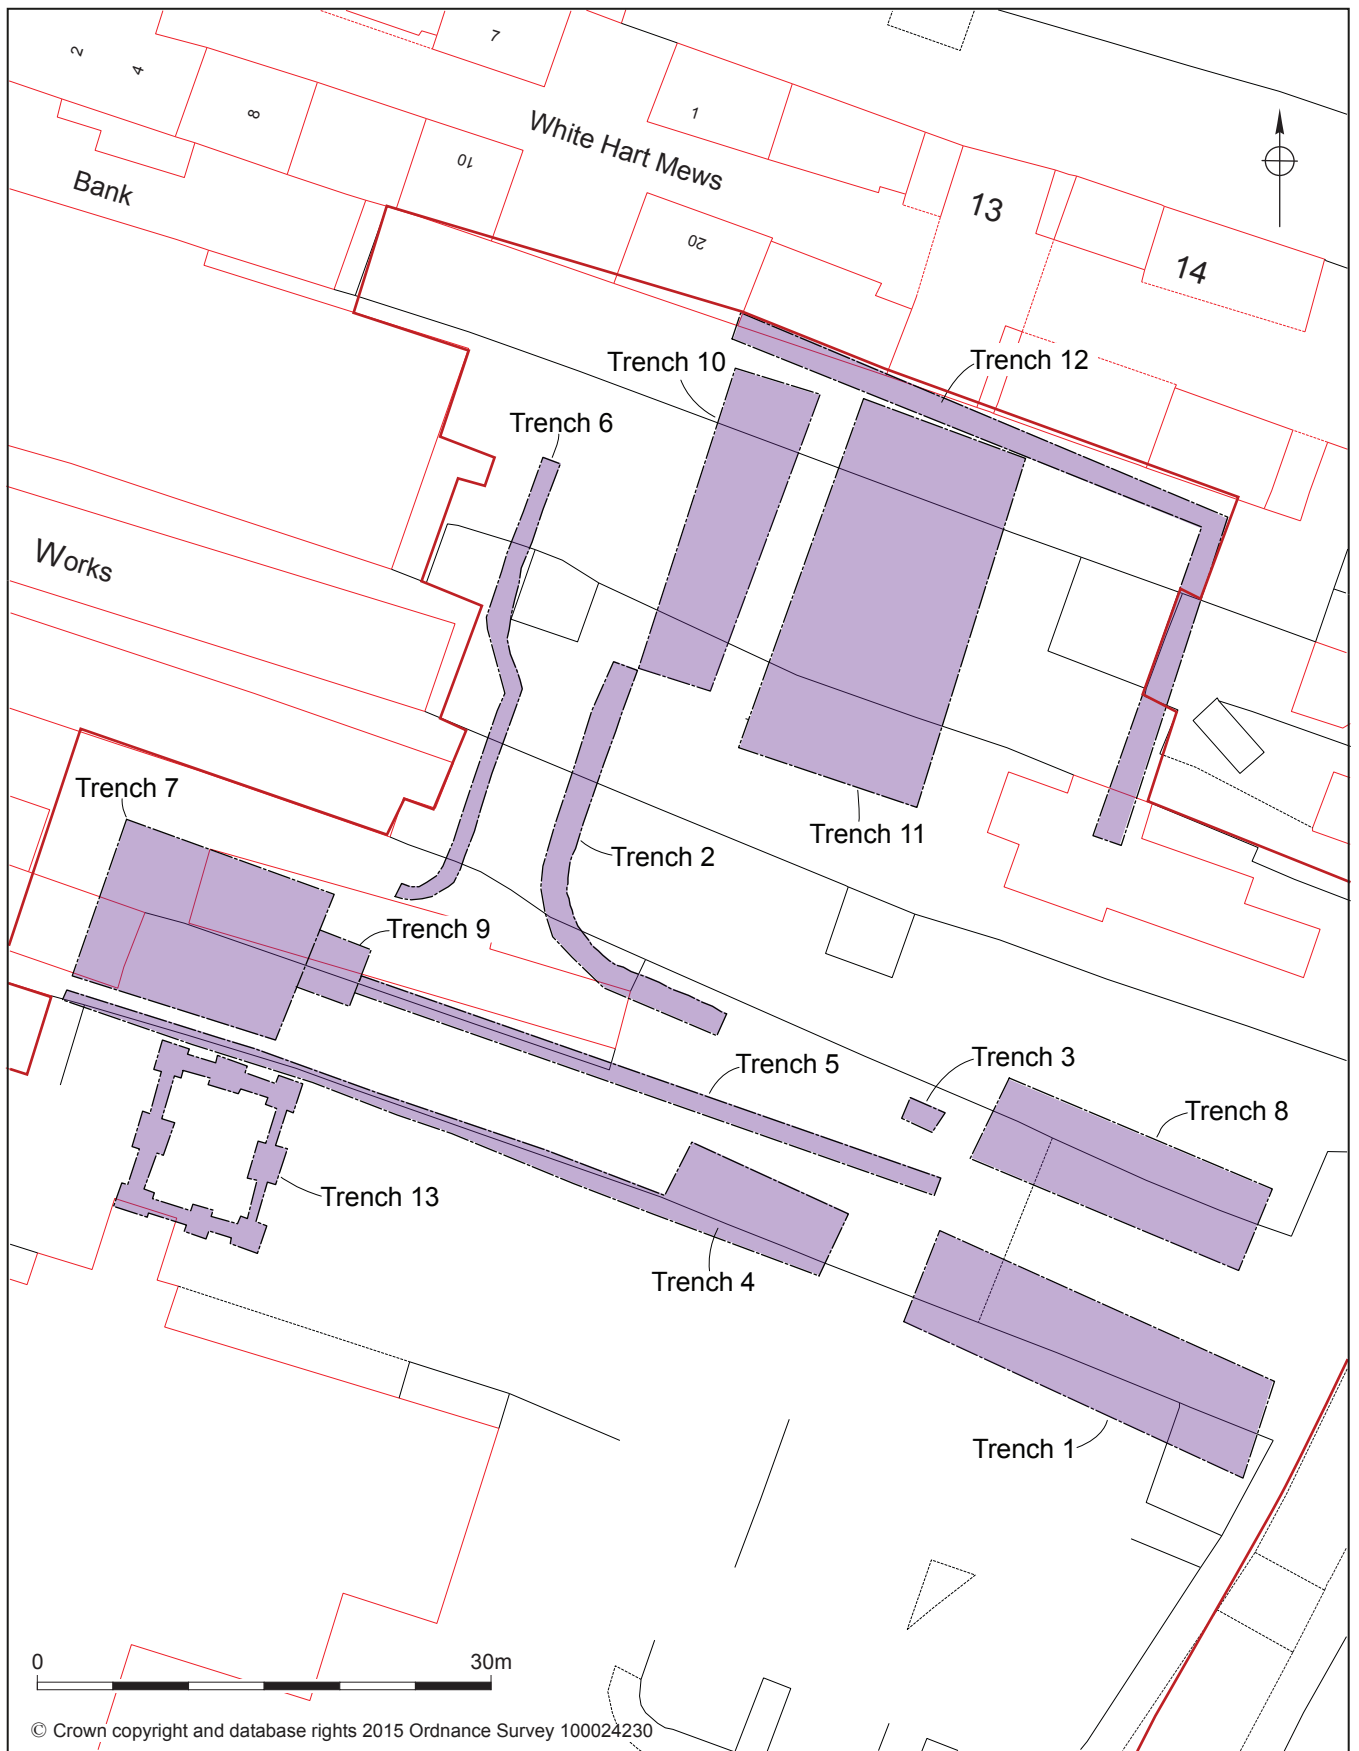 2
4
7
8
1
10
White Hart Mews
Bank
13
20
14
Trench 10
Trench 12
Trench 6
Works
Trench 7
Trench 11
Trench 2
Trench 9
Trench 3
Trench 5
Trench 8
Trench 13
Trench 4
Trench 1
0 30m
© Crown copyright and database rights 2015 Ordnance Survey 100024230